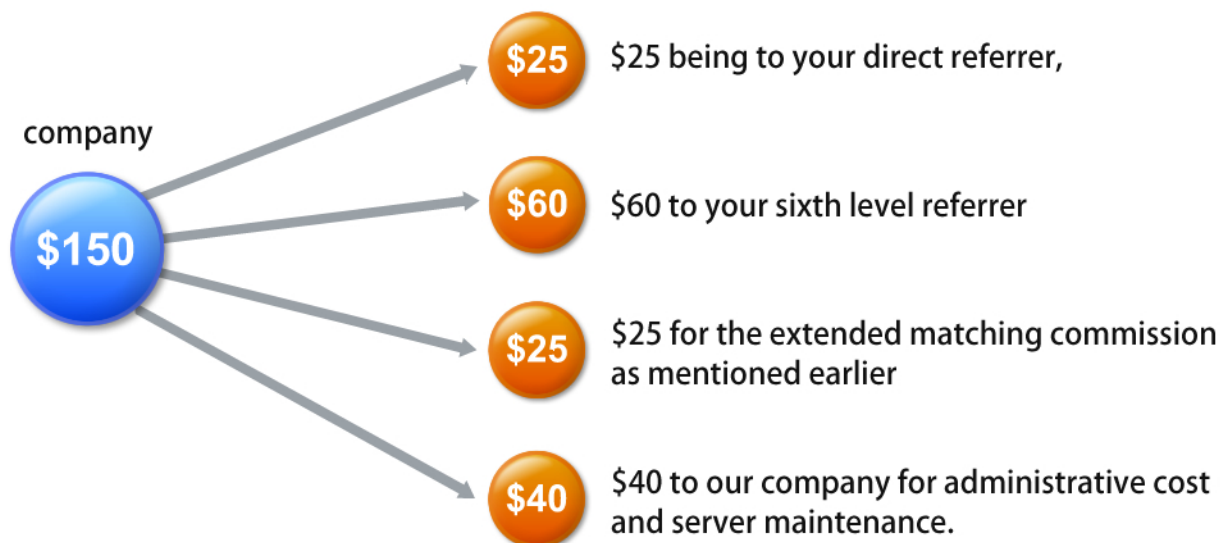 $25
$25 being to your direct referrer,
company
$150
$60
$60 to your sixth level referrer
$25
$25 for the extended matching commission
as mentioned earlier
$40
$40 to our company for administrative cost
and server maintenance.